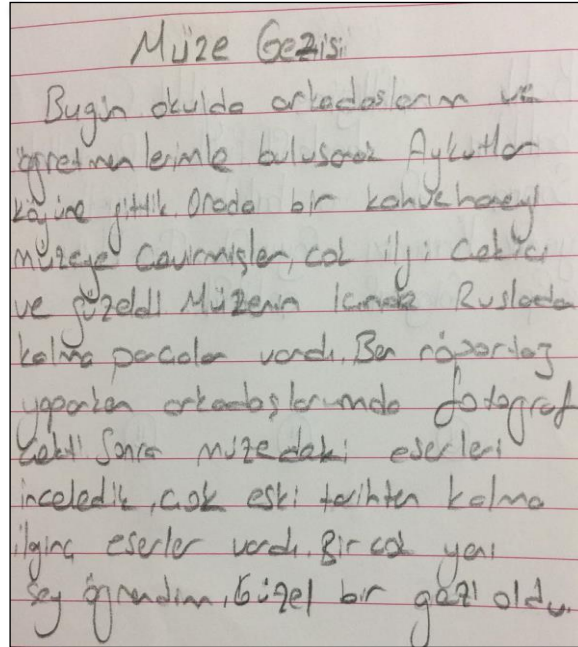 Müze Gezisi
Bugün okulda arkadaşlarım ve
öğretmenlerimle buluşarak Aykutlar
köyüne gittik. Orada bir kahvehaneyi
müzeye çevirmişler, çok ilgi çekici
ve güzeldi Müzenin içinde Ruslardan
kalma parçalar vardı. Ben röportaj
yaparken arkadaşlarımda fotoğraf
çekti Sonra müzedeki eserleri
inceledik, çok eski tarihten kalma
ilginç eserler vardı. Bir çok yeni
şey öğrendim, Güzel bir gezi oldu.